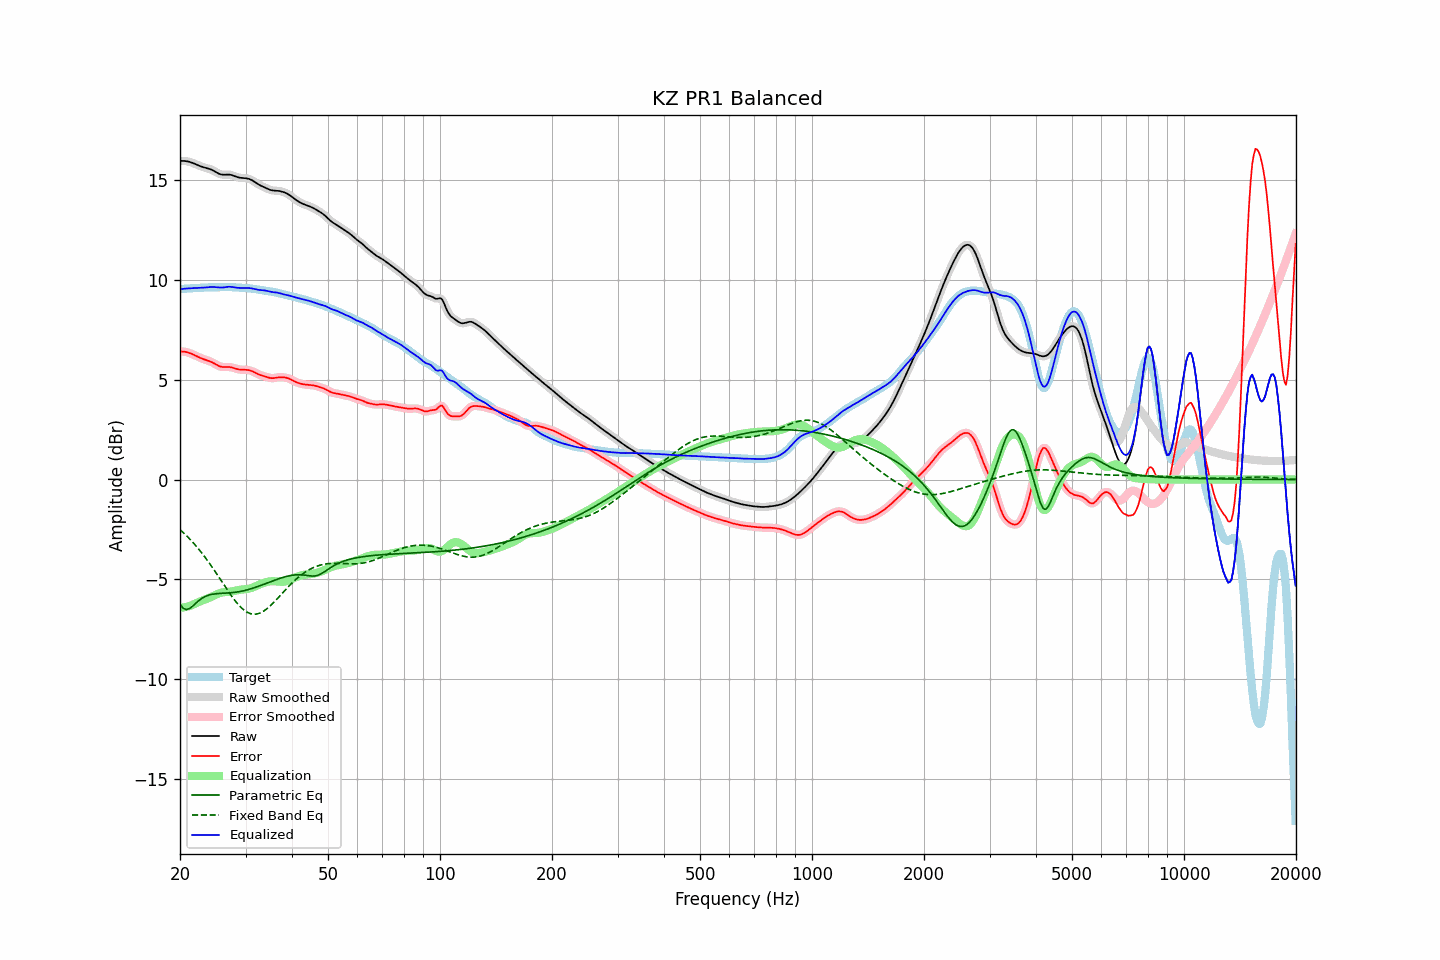 KZ PR1 Balanced
Amplitude (dBr)
15
10
5
0
−5
−10
−15
Target
Raw Smoothed
Error Smoothed
Raw
Error
Equalization
Parametric Eq
Fixed Band Eq
Equalized
20 50 100 200 500 1000 2000 5000 10000 20000
Frequency (Hz)